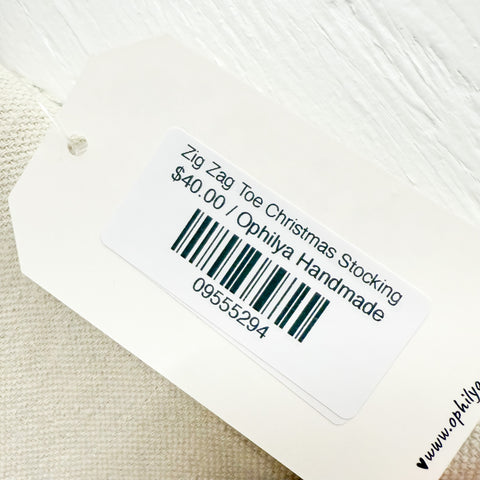 Zig Zag Toe Christmas Stocking
$40.00 / Ophilya Handmade
09555294
♥www.ophilya